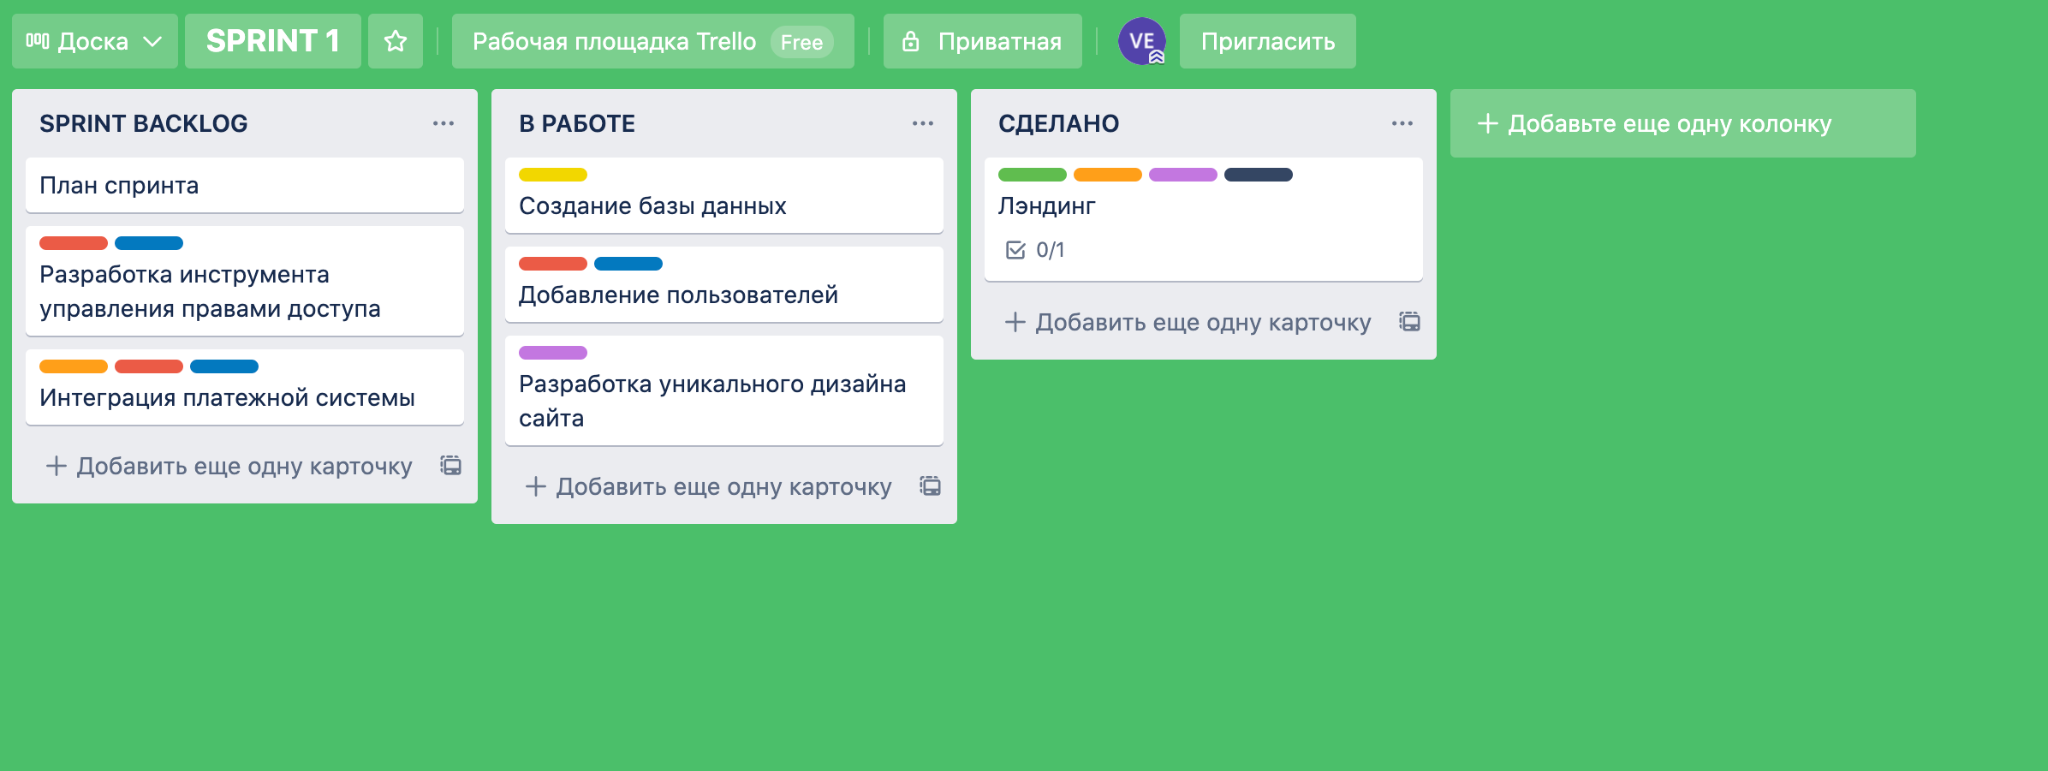 Доска
SPRINT 1
Рабочая площадка Trello Free
Приватная
VE
Пригласить
SPRINT BACKLOG
План спринта
Разработка инструмента
управления правами доступа
Интеграция платежной системы
+ Добавить еще одну карточку
В РАБОТЕ
Создание базы данных
Добавление пользователей
Разработка уникального дизайна
сайта
+ Добавить еще одну карточку
СДЕЛАНО
Лэндинг
0/1
+ Добавить еще одну карточку
+ Добавьте еще одну колонку